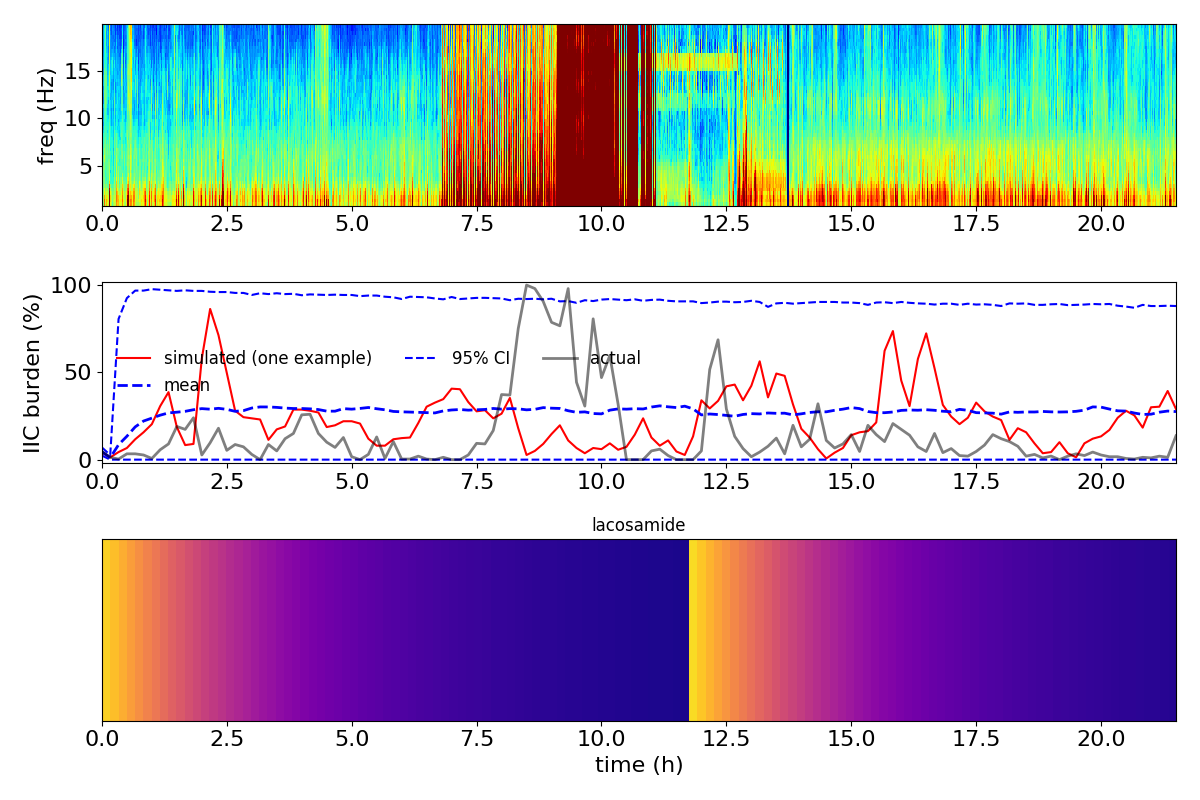 freq (Hz)
15
10
5
0.0 2.5 5.0 7.5 10.0 12.5 15.0 17.5 20.0
IIC burden (%)
100
50
0
simulated (one example) 95% CI actual
mean
0.0 2.5 5.0 7.5 10.0 12.5 15.0 17.5 20.0
lacosamide
0.0 2.5 5.0 7.5 10.0 12.5 15.0 17.5 20.0
time (h)